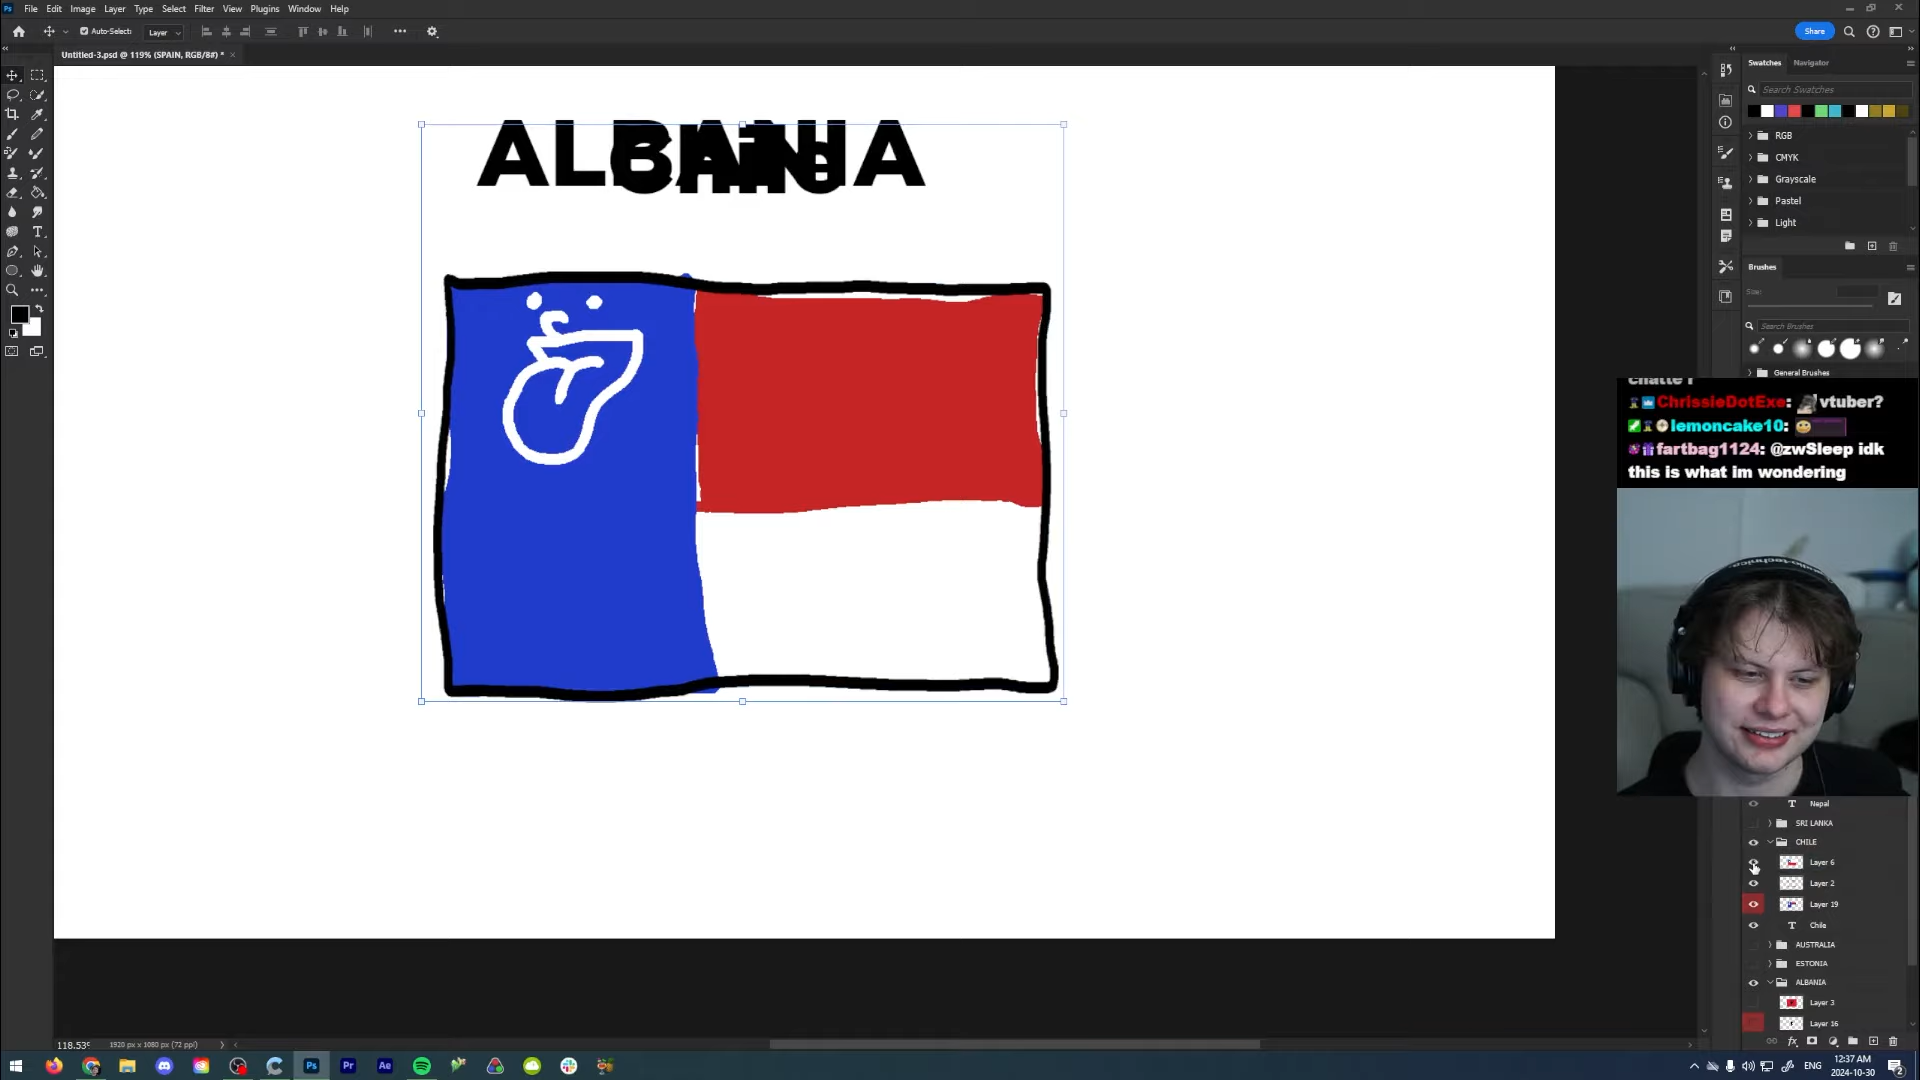 File Edit Image Layer Type Select Filter View Plugins Window Help
Auto-Select: Layer
Share
Untitled-3.psd @ 119% (SPAIN, RGB/8#) *
Swatches Navigator
Search Swatches
RGB
CMYK
Grayscale
Pastel
Light
Brushes
Size:
Search Brushes
General Brushes
ALBANIA
ChrissieDotExe: vtuber?
lemoncake10:
fartbag1124: @zwSleep idk
this is what im wondering
Nepal
SRI LANKA
CHILE
Layer 6
Layer 2
Layer 19
Chile
AUSTRALIA
ESTONIA
ALBANIA
Layer 3
Layer 16
118.53%
1920 px x 1080 px (72 ppi)
ENG
12:37 AM
2024-10-30